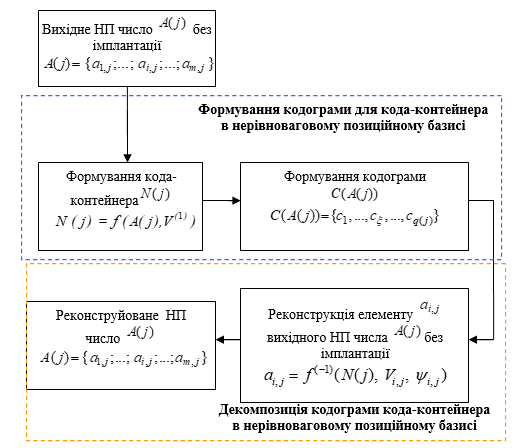 Вихідне НП число A(j) без
імплантації
A(j) = {a₁,ⱼ;...; aᵢ,ⱼ;...;aₘ,ⱼ}
Формування кодограми для кода-контейнера
в нерівноваговому позиційному базисі
Формування кода-
контейнера N(j)
N (j) = f(A(j),V⁽¹⁾)
Формування кодограми
C(A(j))
C(A(j))={c₁,...,c_ξ,...,c_q(j)}
Реконструйоване НП
число A(j)
A(j)={a₁,ⱼ;...; aᵢ,ⱼ;...;aₘ,ⱼ}
Реконструкція елементу aᵢ,ⱼ
вихідного НП числа A(j) без
імплантації
aᵢ,ⱼ = f⁽⁻¹⁾(N(j), Vᵢ,ⱼ, ψᵢ,ⱼ)
Декомпозиція кодограми кода-контейнера
в нерівноваговому позиційному базисі